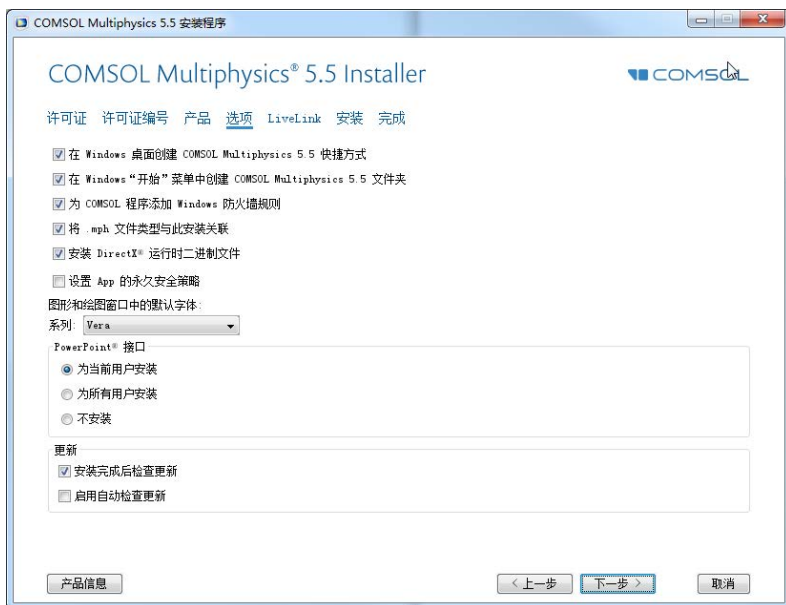 COMSOL Multiphysics 5.5 安装程序
COMSOL Multiphysics® 5.5 Installer
COMSOL
许可证 许可证编号 产品 选项 LiveLink 安装 完成
在 Windows 桌面创建 COMSOL Multiphysics 5.5 快捷方式
在 Windows“开始”菜单中创建 COMSOL Multiphysics 5.5 文件夹
为 COMSOL 程序添加 Windows 防火墙规则
将 .mph 文件类型与此安装关联
安装 DirectX® 运行时二进制文件
设置 App 的永久安全策略
图形和绘图窗口中的默认字体:
系列: Vera
PowerPoint® 接口
为当前用户安装
为所有用户安装
不安装
更新
安装完成后检查更新
启用自动检查更新
产品信息 < 上一步 下一步 > 取消